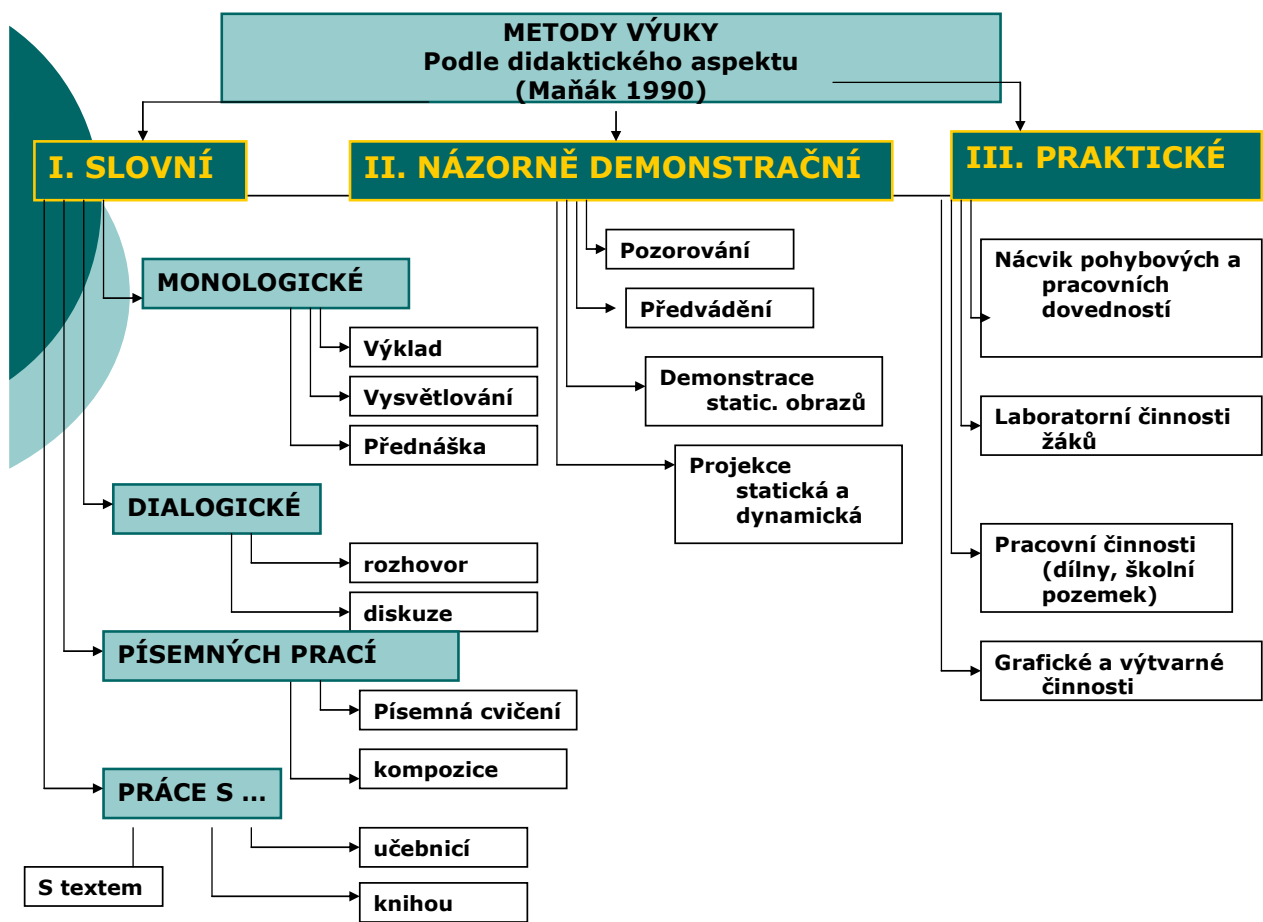 METODY VÝUKY
Podle didaktického aspektu
(Maňák 1990)
I. SLOVNÍ
II. NÁZORNĚ DEMONSTRAČNÍ
III. PRAKTICKÉ
MONOLOGICKÉ
Výklad
Vysvětlování
Přednáška
DIALOGICKÉ
rozhovor
diskuze
PÍSEMNÝCH PRACÍ
Písemná cvičení
kompozice
PRÁCE S ...
učebnicí
S textem
knihou
Pozorování
Předvádění
Demonstrace
static. obrazů
Projekce
statická a
dynamická
Nácvik pohybových a
pracovních
dovedností
Laboratorní činnosti
žáků
Pracovní činnosti
(dílny, školní
pozemek)
Grafické a výtvarné
činnosti